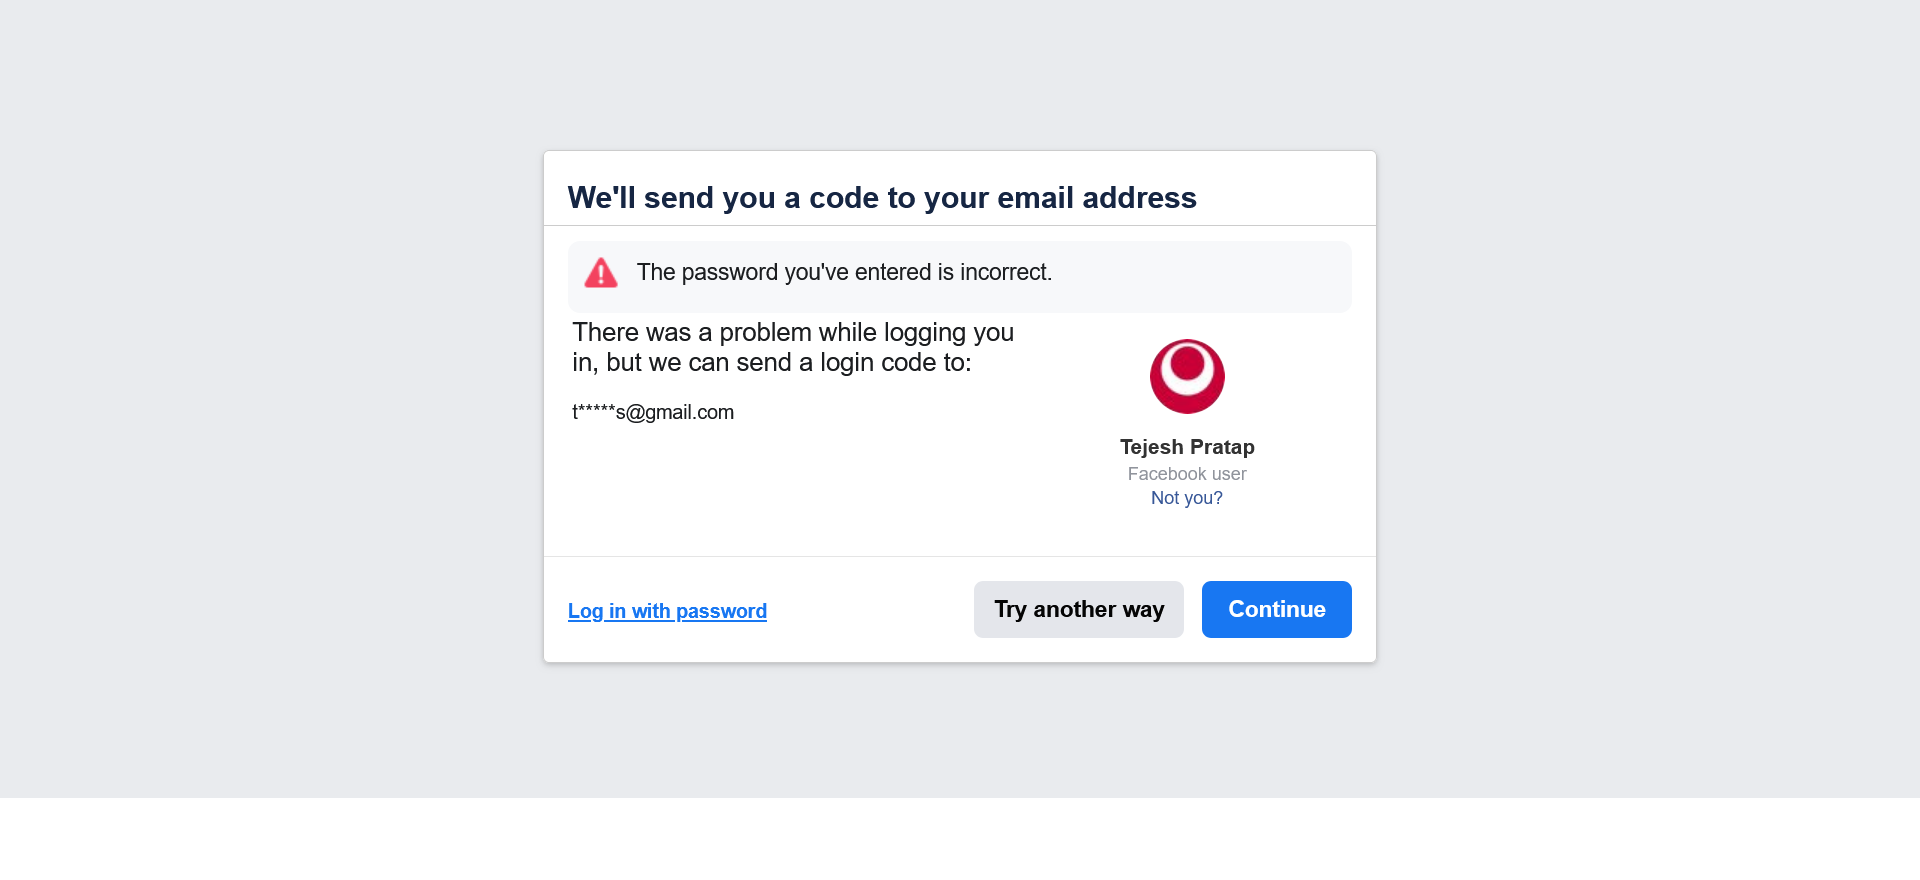 We'll send you a code to your email address
The password you've entered is incorrect.
There was a problem while logging you
in, but we can send a login code to:
t*****s@gmail.com
Tejesh Pratap
Facebook user
Not you?
Log in with password
Try another way
Continue